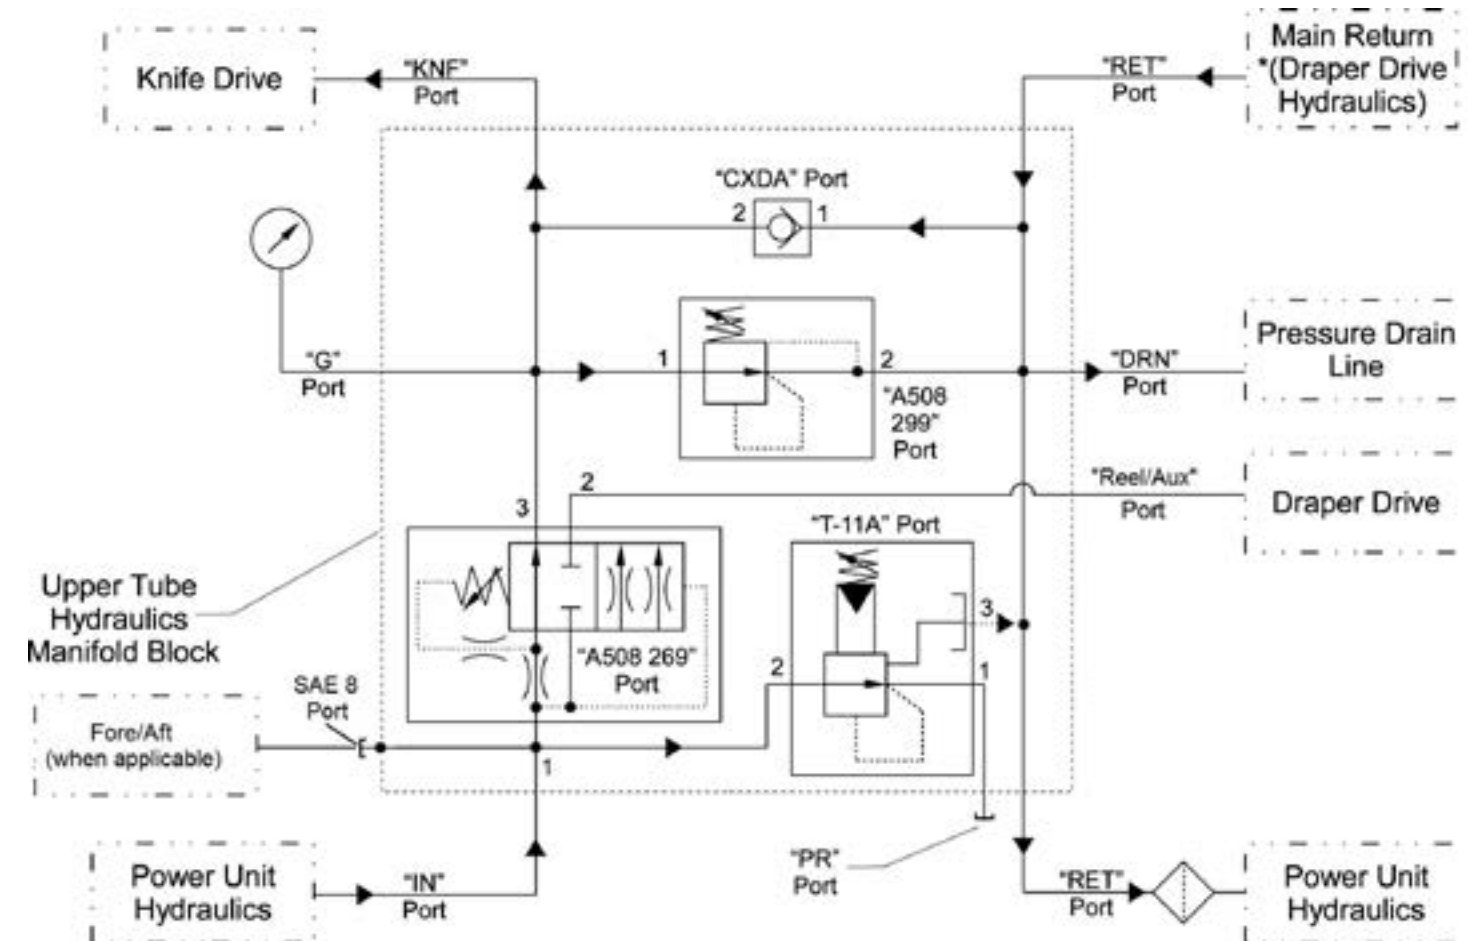 Knife Drive
"KNF"
Port
"RET"
Port
Main Return
*(Draper Drive
Hydraulics)
"CXDA" Port
2
1
"G"
Port
1
2
"A508
299"
Port
"DRN"
Port
Pressure Drain
Line
3
2
"Reel/Aux"
Port
Draper Drive
"T-11A" Port
Upper Tube
Hydraulics
Manifold Block
"A508 269"
Port
2
3
1
SAE 8
Port
Fore/Aft
(when applicable)
1
Power Unit
Hydraulics
"IN"
Port
"PR"
Port
"RET"
Port
Power Unit
Hydraulics